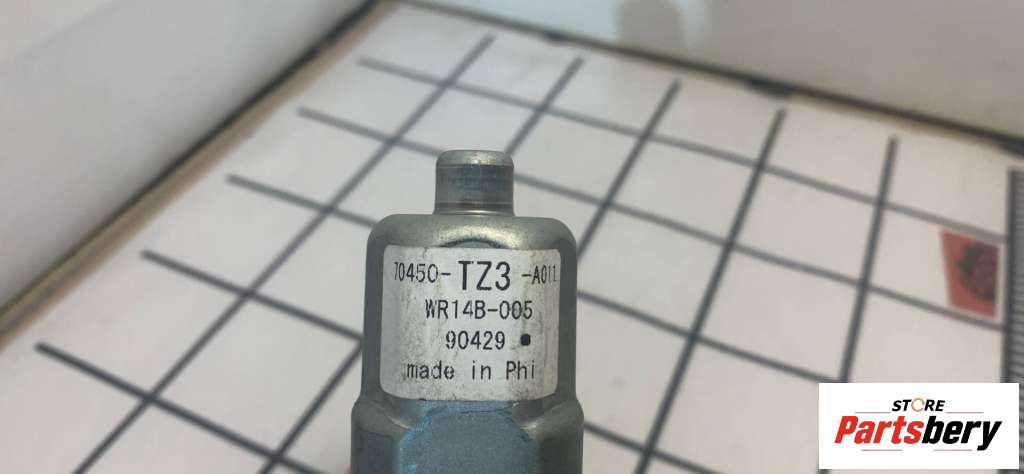 70450-TZ3-A011
WR14B-005
90429
made in Phi
STORE
Partsbery